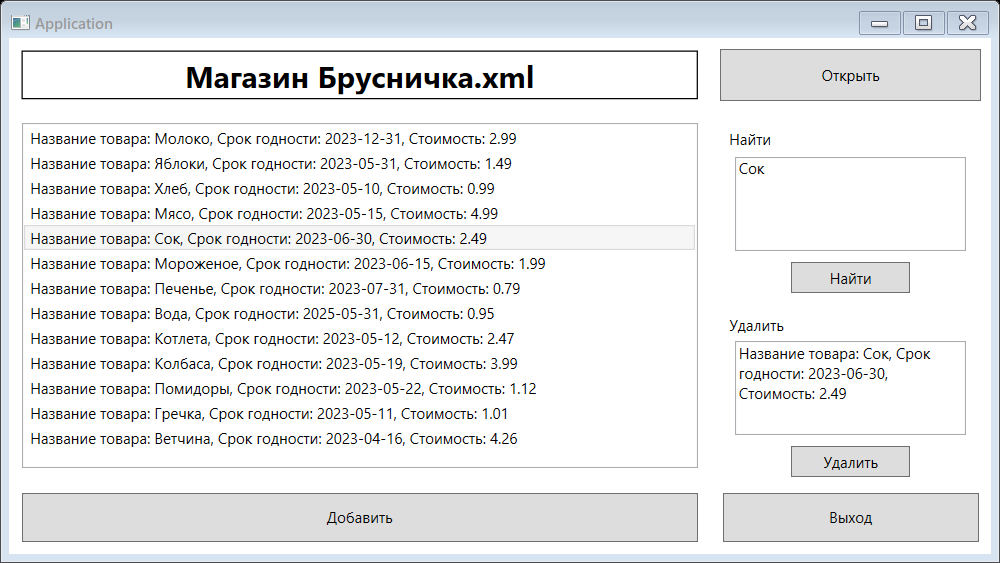 Application
Магазин Брусничка.xml
Открыть
Название товара: Молоко, Срок годности: 2023-12-31, Стоимость: 2.99
Название товара: Яблоки, Срок годности: 2023-05-31, Стоимость: 1.49
Название товара: Хлеб, Срок годности: 2023-05-10, Стоимость: 0.99
Название товара: Мясо, Срок годности: 2023-05-15, Стоимость: 4.99
Название товара: Сок, Срок годности: 2023-06-30, Стоимость: 2.49
Название товара: Мороженое, Срок годности: 2023-06-15, Стоимость: 1.99
Название товара: Печенье, Срок годности: 2023-07-31, Стоимость: 0.79
Название товара: Вода, Срок годности: 2025-05-31, Стоимость: 0.95
Название товара: Котлета, Срок годности: 2023-05-12, Стоимость: 2.47
Название товара: Колбаса, Срок годности: 2023-05-19, Стоимость: 3.99
Название товара: Помидоры, Срок годности: 2023-05-22, Стоимость: 1.12
Название товара: Гречка, Срок годности: 2023-05-11, Стоимость: 1.01
Название товара: Ветчина, Срок годности: 2023-04-16, Стоимость: 4.26
Найти
Сок
Найти
Удалить
Название товара: Сок, Срок
годности: 2023-06-30,
Стоимость: 2.49
Удалить
Добавить
Выход